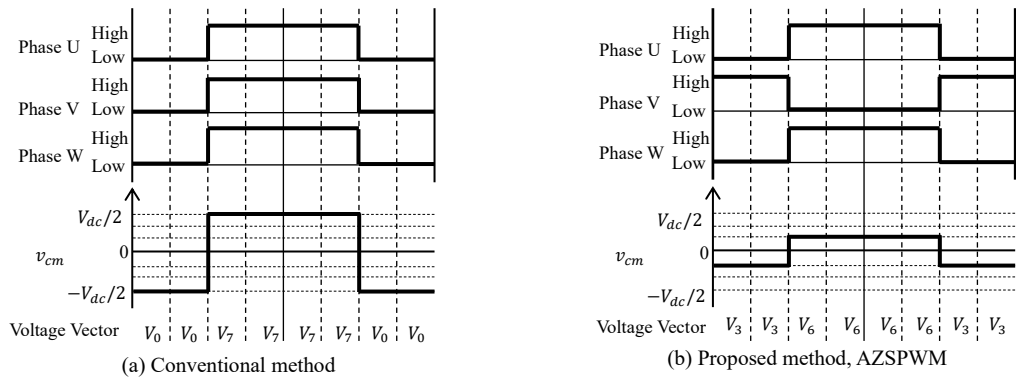 Phase U
High
Low
Phase V
High
Low
Phase W
High
Low
V_dc/2
0
v_cm
−V_dc/2
Voltage Vector V_0 V_0 V_7 V_7 V_7 V_7 V_0 V_0
(a) Conventional method
Phase U
High
Low
Phase V
High
Low
Phase W
High
Low
V_dc/2
0
v_cm
−V_dc/2
Voltage Vector V_3 V_3 V_6 V_6 V_6 V_6 V_3 V_3
(b) Proposed method, AZSPWM